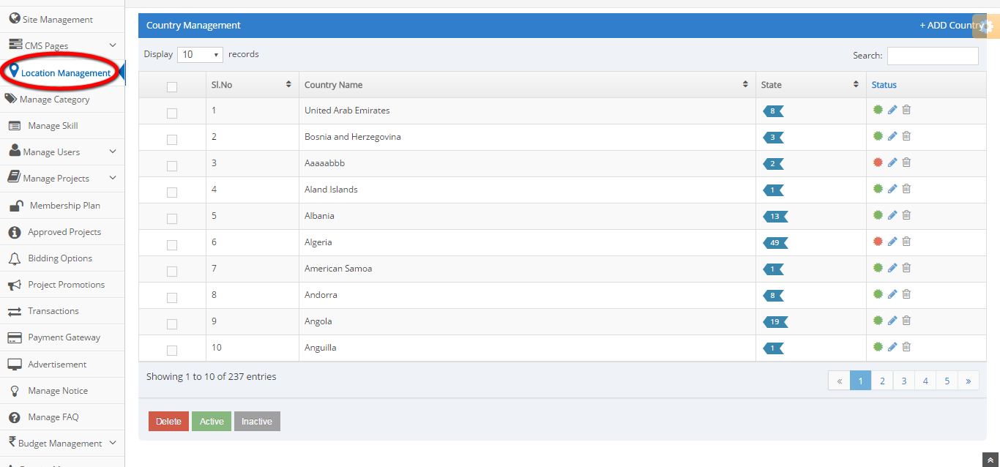 Site Management
CMS Pages
Location Management
Manage Category
Manage Skill
Manage Users
Manage Projects
Membership Plan
Approved Projects
Bidding Options
Project Promotions
Transactions
Payment Gateway
Advertisement
Manage Notice
Manage FAQ
₹ Budget Management
Country Management + ADD Country
Display 10 records Search:
Sl.No Country Name State Status
1 United Arab Emirates 8
2 Bosnia and Herzegovina 3
3 Aaaaabbb 2
4 Aland Islands 1
5 Albania 13
6 Algeria 49
7 American Samoa 1
8 Andorra 8
9 Angola 19
10 Anguilla 1
Showing 1 to 10 of 237 entries
« 1 2 3 4 5 »
Delete Active Inactive